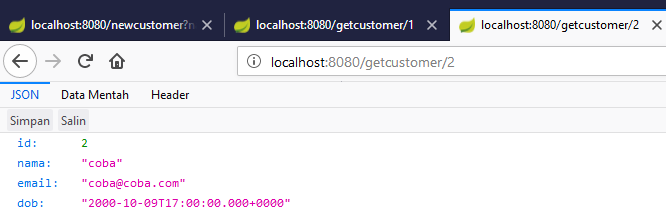 localhost:8080/newcustomer?n
localhost:8080/getcustomer/1
localhost:8080/getcustomer/2
localhost:8080/getcustomer/2
JSON Data Mentah Header
Simpan Salin
id: 2
nama: "coba"
email: "coba@coba.com"
dob: "2000-10-09T17:00:00.000+0000"